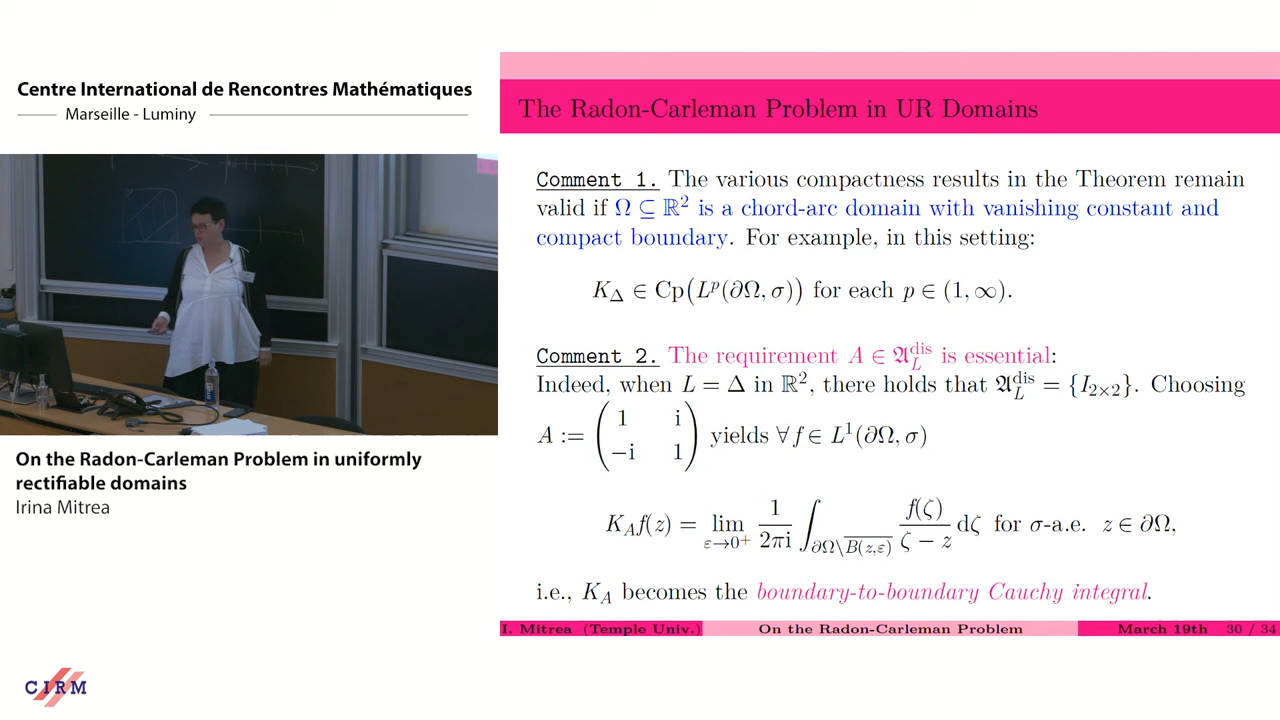 Centre International de Rencontres Mathématiques
Marseille - Luminy
On the Radon-Carleman Problem in uniformly
rectifiable domains
Irina Mitrea
CIRM
The Radon-Carleman Problem in UR Domains
Comment 1. The various compactness results in the Theorem remain
valid if Ω ⊆ ℝ² is a chord-arc domain with vanishing constant and
compact boundary. For example, in this setting:
K_Δ ∈ Cp(L^p(∂Ω, σ)) for each p ∈ (1, ∞).
Comment 2. The requirement A ∈ 𝔄_L^dis is essential:
Indeed, when L = Δ in ℝ², there holds that 𝔄_L^dis = {I_{2×2}}. Choosing
A := ( 1 i ; −i 1 ) yields ∀ f ∈ L¹(∂Ω, σ)
K_A f(z) = lim_{ε→0⁺} 1/(2πi) ∫_{∂Ω\B̅(̅z̅,̅ε̅)̅} f(ζ)/(ζ − z) dζ for σ-a.e. z ∈ ∂Ω,
i.e., K_A becomes the boundary-to-boundary Cauchy integral.
I. Mitrea (Temple Univ.) On the Radon-Carleman Problem March 19th 30 / 34